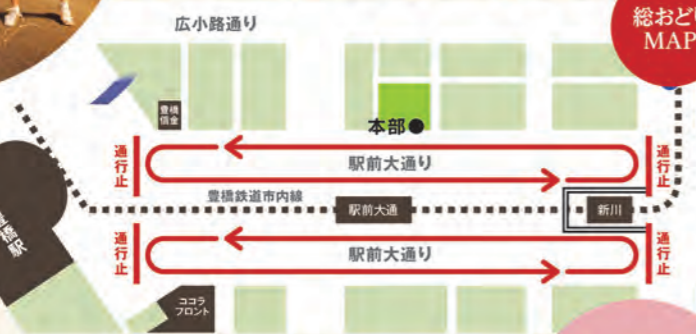 広小路通り
総おど
MAP
豊橋
信金
本部●
通行止
駅前大通り
通行止
豊橋鉄道市内線
駅前大通
新川
豊橋駅
通行止
駅前大通り
通行止
ココラ
フロント